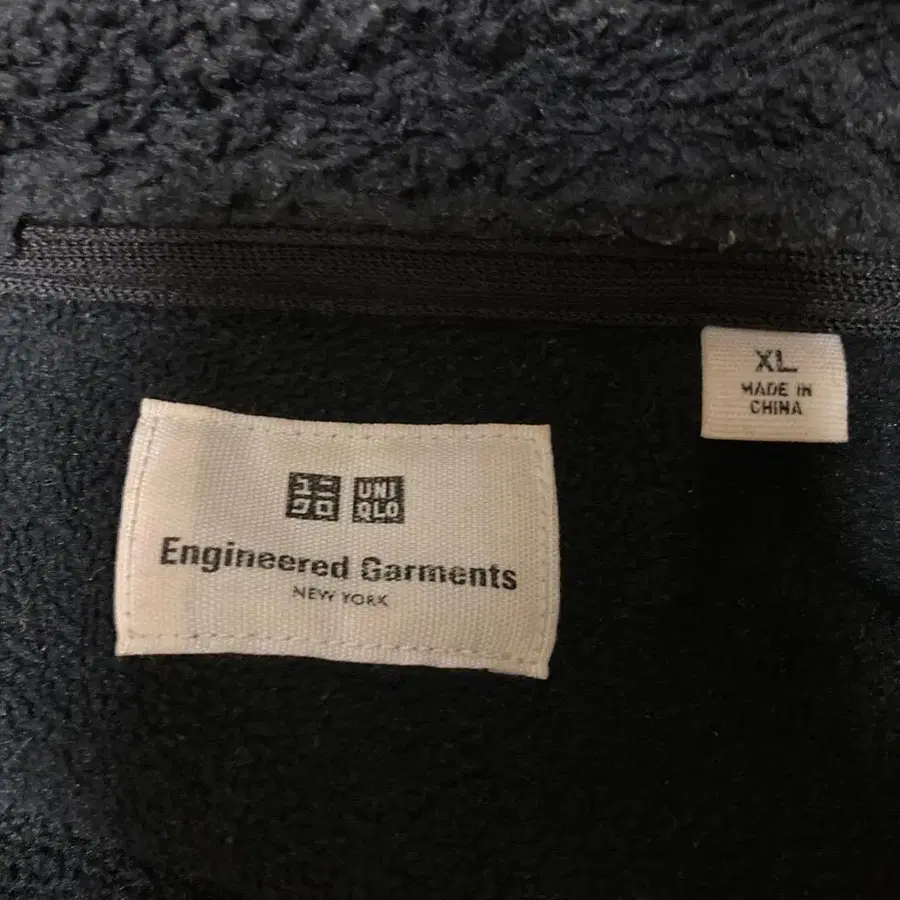 ユニ UNI
クロ QLO
Engineered Garments
NEW YORK
XL
MADE IN
CHINA